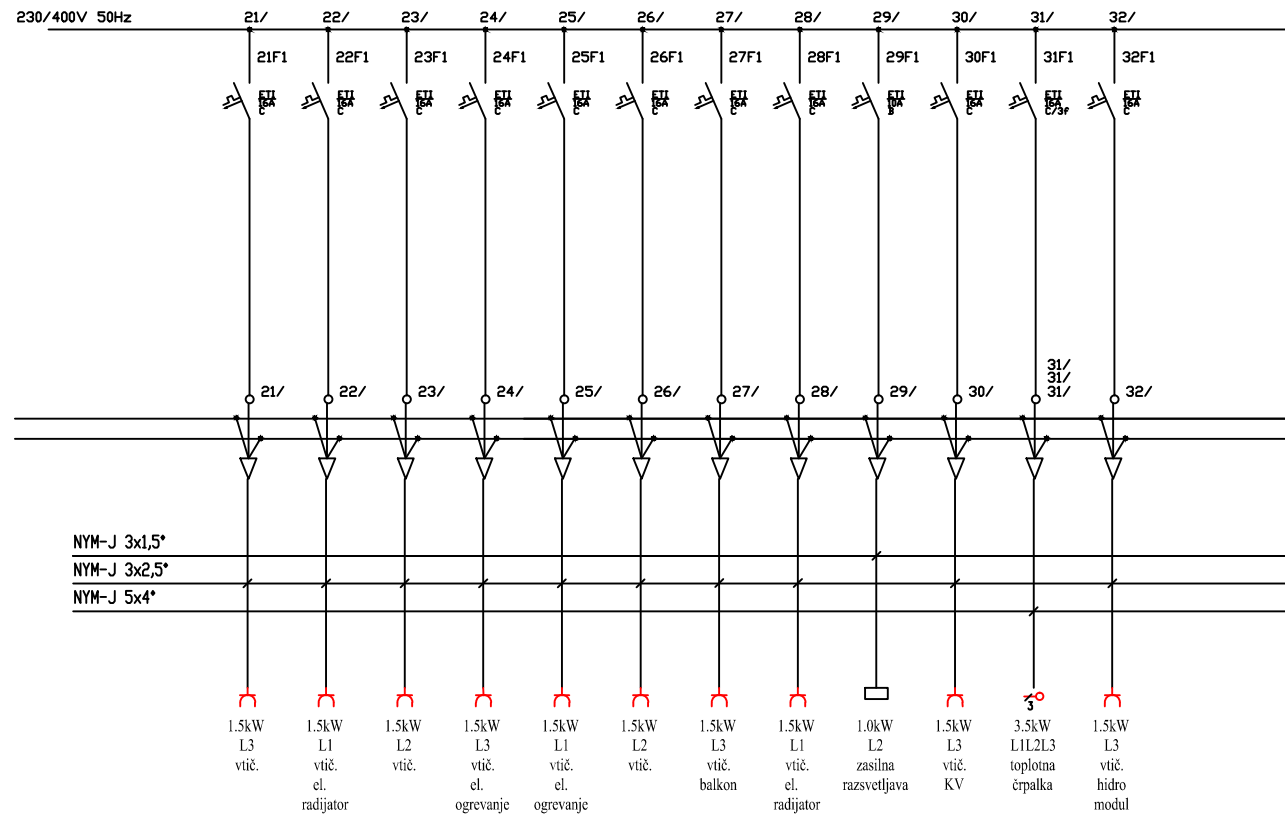 230/400V 50Hz
21/ 22/ 23/ 24/ 25/ 26/ 27/ 28/ 29/ 30/ 31/ 32/
21F1 22F1 23F1 24F1 25F1 26F1 27F1 28F1 29F1 30F1 31F1 32F1
ETI ETI ETI ETI ETI ETI ETI ETI ETI ETI ETI ETI
16A 16A 16A 16A 16A 16A 16A 16A 10A 16A 16A 16A
C C C C C C C C B C C/3f C
31/
31/
21/ 22/ 23/ 24/ 25/ 26/ 27/ 28/ 29/ 30/ 31/ 32/
NYM-J 3x1,5*
NYM-J 3x2,5*
NYM-J 5x4*
3
1.5kW 1.5kW 1.5kW 1.5kW 1.5kW 1.5kW 1.5kW 1.5kW 1.0kW 1.5kW 3.5kW 1.5kW
L3 L1 L2 L3 L1 L2 L3 L1 L2 L3 L1L2L3 L3
vtič. vtič. vtič. vtič. vtič. vtič. vtič. vtič. zasilna vtič. toplotna vtič.
el. el. el. balkon el. razsvetljava KV črpalka hidro
radijator ogrevanje ogrevanje radijator modul